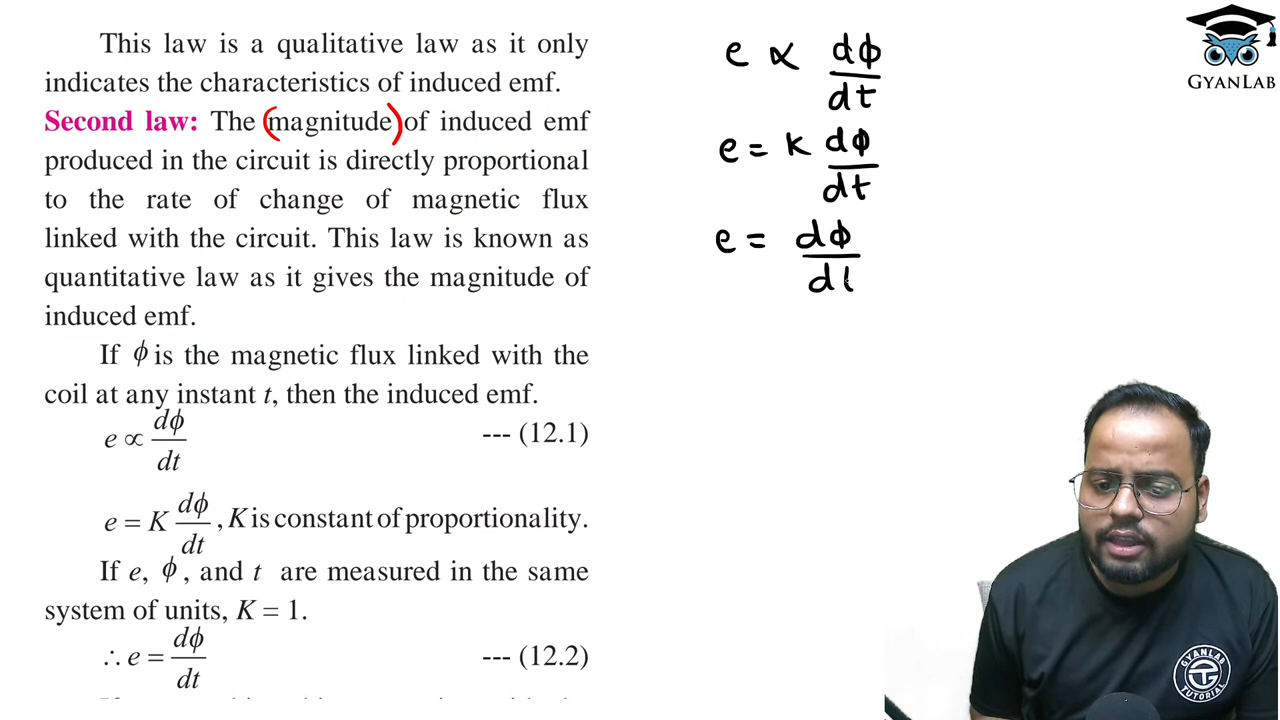 This law is a qualitative law as it only
indicates the characteristics of induced emf.
Second law: The (magnitude) of induced emf
produced in the circuit is directly proportional
to the rate of change of magnetic flux
linked with the circuit. This law is known as
quantitative law as it gives the magnitude of
induced emf.
If ϕ is the magnetic flux linked with the
coil at any instant t, then the induced emf.
e ∝ dϕ/dt --- (12.1)
e = K dϕ/dt, K is constant of proportionality.
If e, ϕ, and t are measured in the same
system of units, K = 1.
∴ e = dϕ/dt --- (12.2)
e ∝ dϕ/dt
e = K dϕ/dt
e = dϕ/dl
GYANLAB
GYANLAB
TUTORIAL